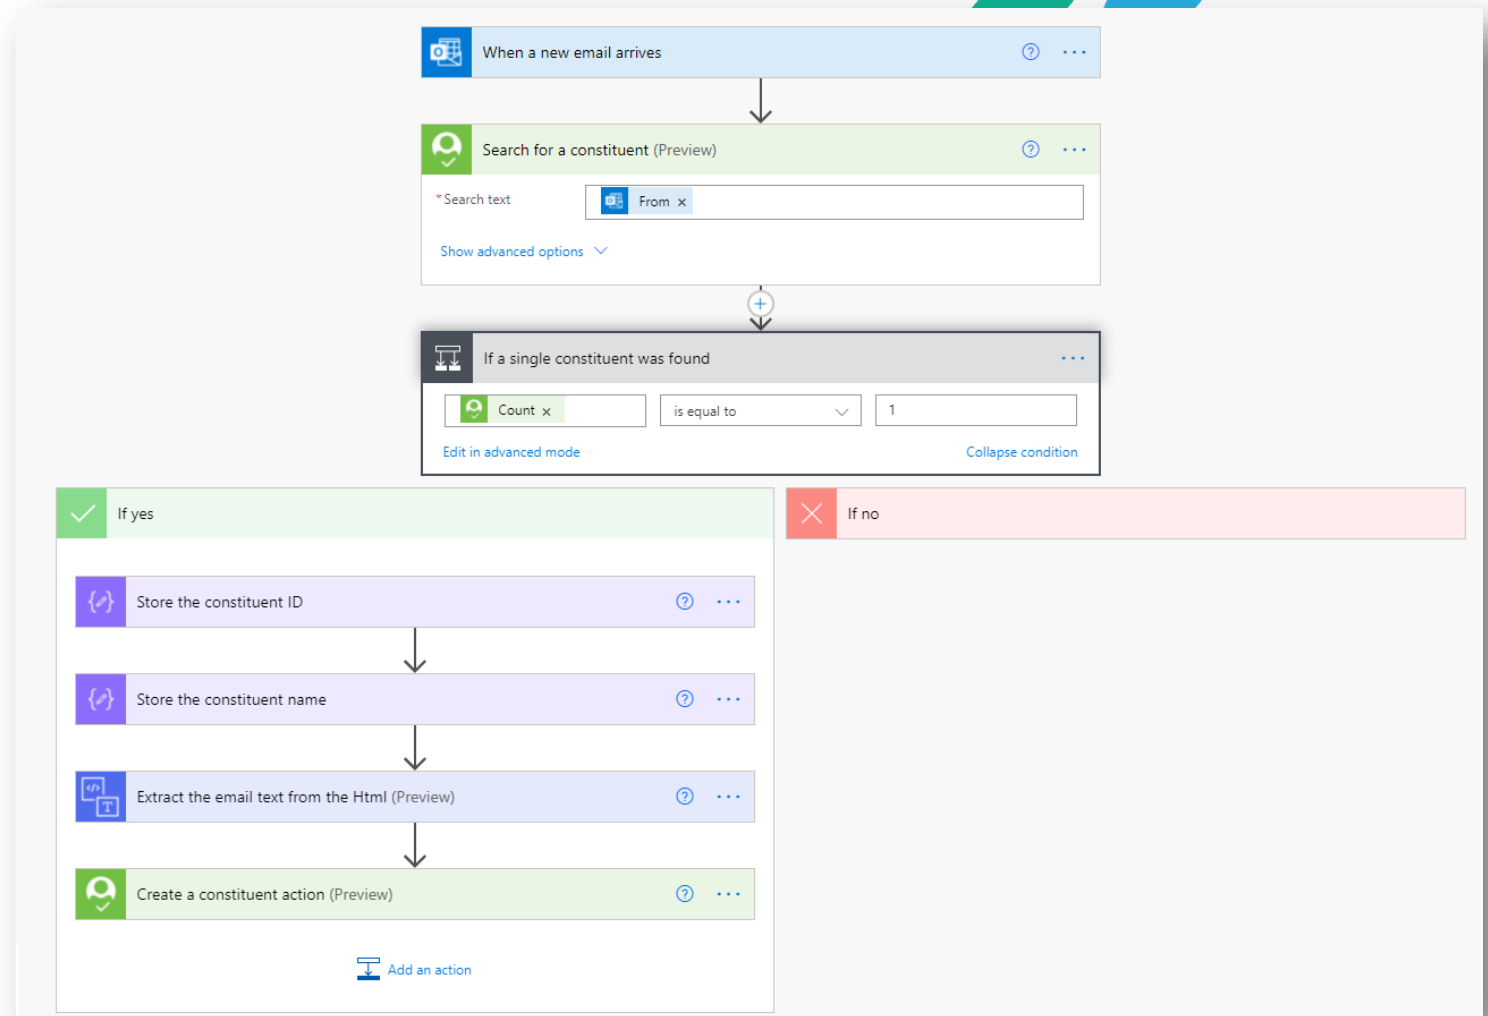 When a new email arrives
Search for a constituent (Preview)
* Search text
From ×
Show advanced options
If a single constituent was found
Count ×
is equal to
1
Edit in advanced mode
Collapse condition
If yes
If no
Store the constituent ID
Store the constituent name
Extract the email text from the Html (Preview)
Create a constituent action (Preview)
Add an action